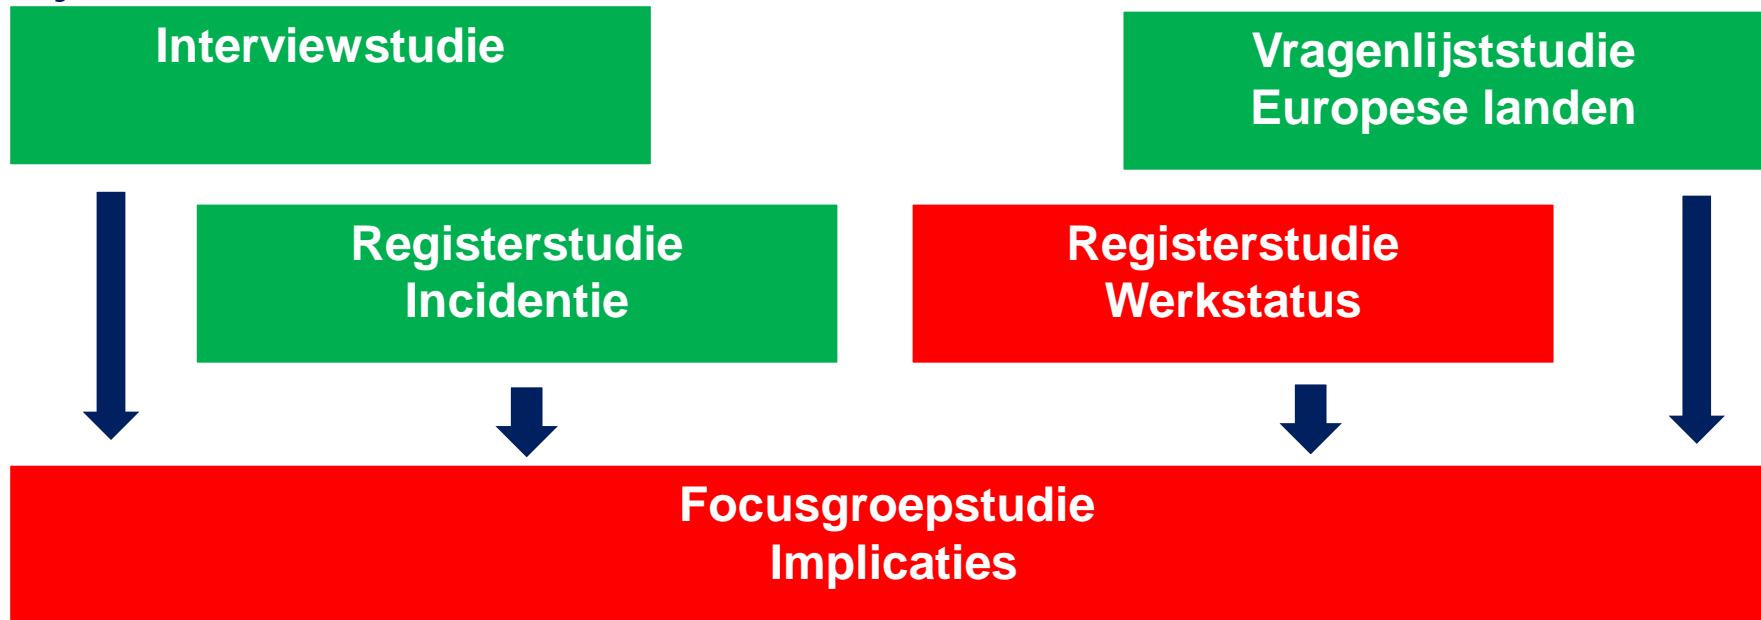 Interviewstudie
Vragenlijststudie
Europese landen
Registerstudie
Incidentie
Registerstudie
Werkstatus
Focusgroepstudie
Implicaties